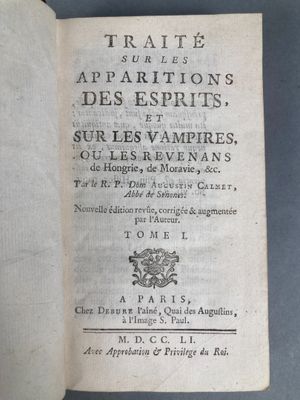 TRAITÉ
SUR LES
APPARITIONS
DES ESPRITS,
ET
SUR LES VAMPIRES,
OU LES REVENANS
de Hongrie, de Moravie, &c.
Par le R. P. Dom AUGUSTIN CALMET,
Abbé de Sénones.
Nouvelle édition revûe, corrigée & augmentée
par l'Auteur.
TOME I.
A PARIS,
Chez DEBURE l'aîné, Quai des Augustins,
à l'Image S. Paul.
M. D. CC. LI.
Avec Approbation & Privilege du Roi.